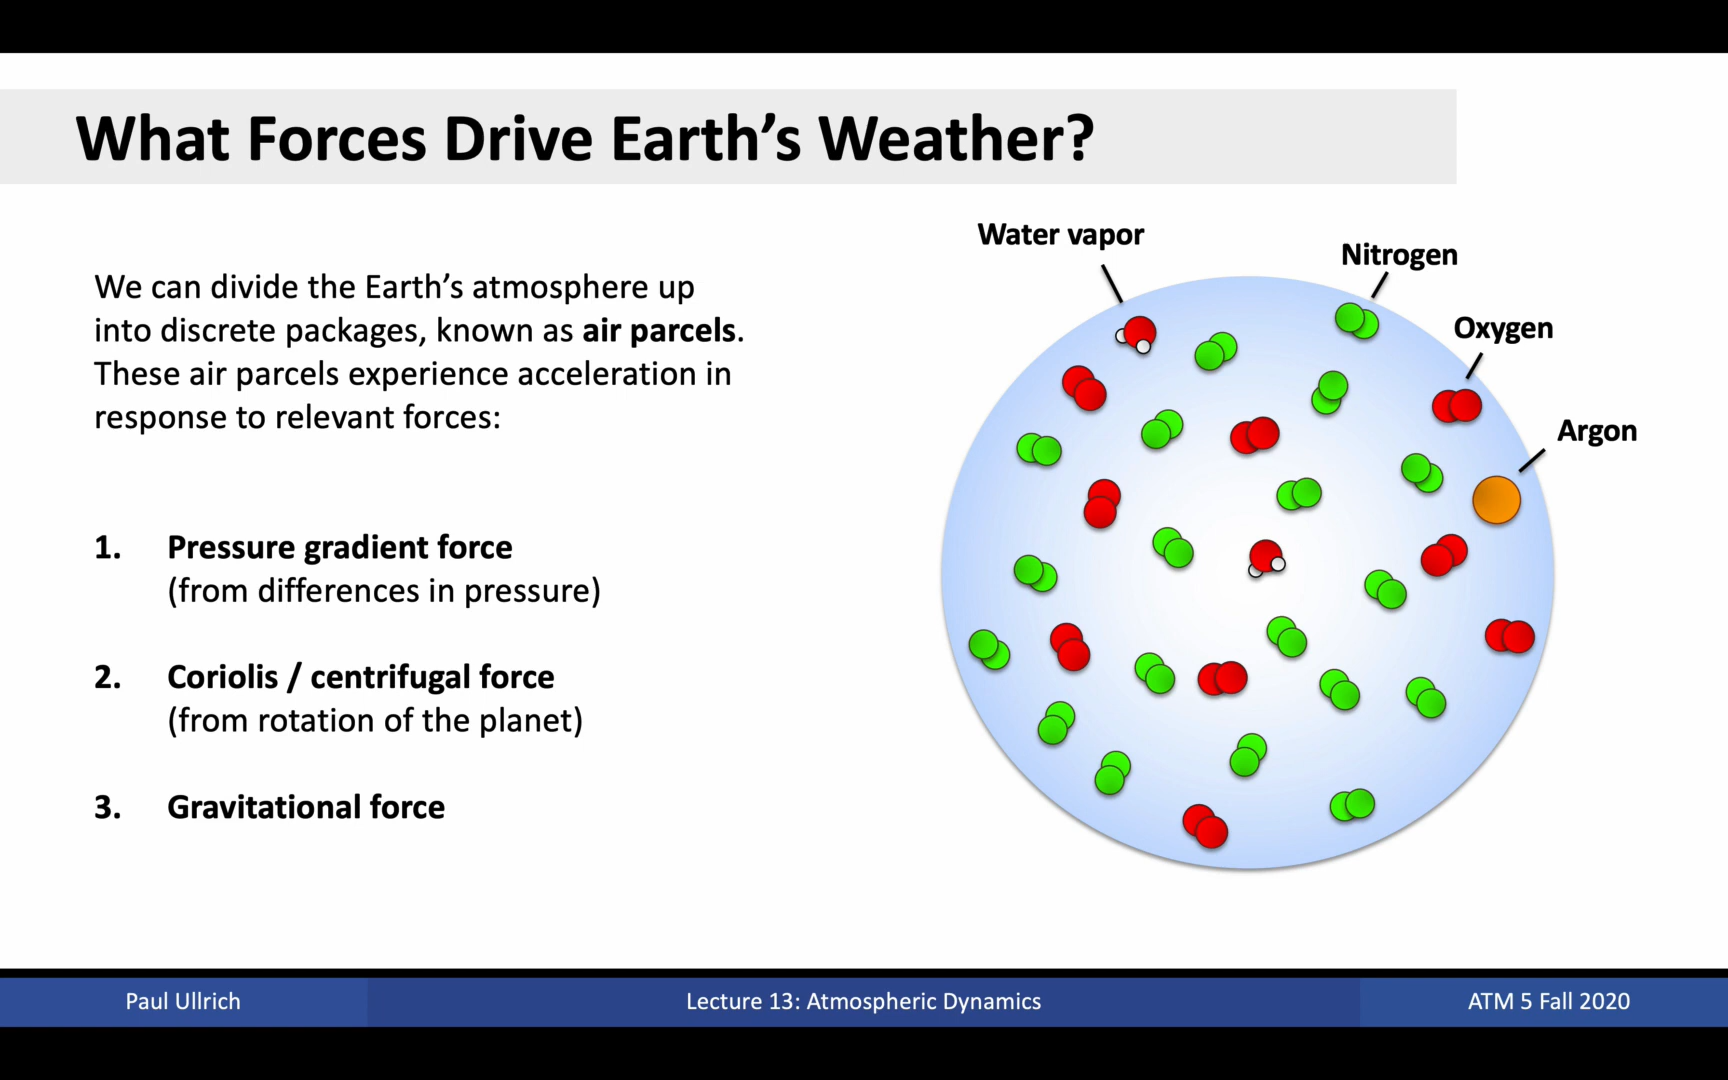 What Forces Drive Earth’s Weather?
We can divide the Earth’s atmosphere up
into discrete packages, known as air parcels.
These air parcels experience acceleration in
response to relevant forces:
1. Pressure gradient force
(from differences in pressure)
2. Coriolis / centrifugal force
(from rotation of the planet)
3. Gravitational force
Water vapor
Nitrogen
Oxygen
Argon
Paul Ullrich
Lecture 13: Atmospheric Dynamics
ATM 5 Fall 2020